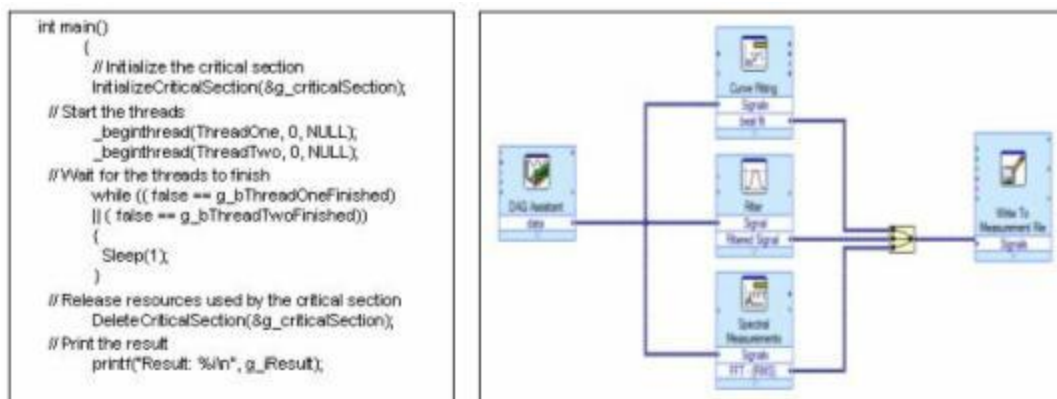 int main()
{
// Initialize the critical section
InitializeCriticalSection(&g_criticalSection);
// Start the threads
_beginthread(ThreadOne, 0, NULL);
_beginthread(ThreadTwo, 0, NULL);
// Wait for the threads to finish
while (( false == g_bThreadOneFinished)
|| ( false == g_bThreadTwoFinished))
{
Sleep(1);
}
// Release resources used by the critical section
DeleteCriticalSection(&g_criticalSection);
// Print the result
printf("Result: %i\n", g_iResult);
Curve Fitting
Signals
best fit
DAQ Assistant
data
Filter
Signal
Filtered Signal
Spectral
Measurements
Signals
FFT - (RMS)
Write To
Measurement File
Signals